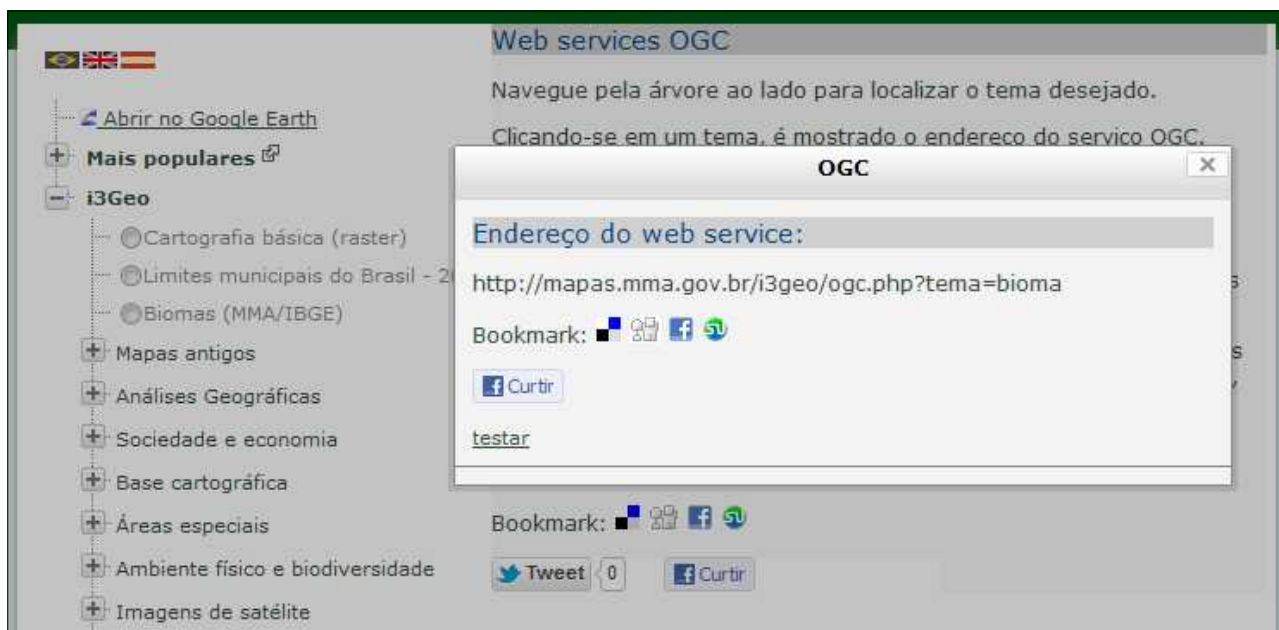 Abrir no Google Earth
Mais populares
i3Geo
Cartografia básica (raster)
Limites municipais do Brasil -
Biomas (MMA/IBGE)
Mapas antigos
Análises Geográficas
Sociedade e economia
Base cartográfica
Áreas especiais
Ambiente físico e biodiversidade
Imagens de satélite
Web services OGC
Navegue pela árvore ao lado para localizar o tema desejado.
Clicando-se em um tema, é mostrado o endereço do serviço OGC.
OGC
Endereço do web service:
http://mapas.mma.gov.br/i3geo/ogc.php?tema=bioma
Bookmark:
Curtir
testar
Bookmark:
Tweet 0 Curtir